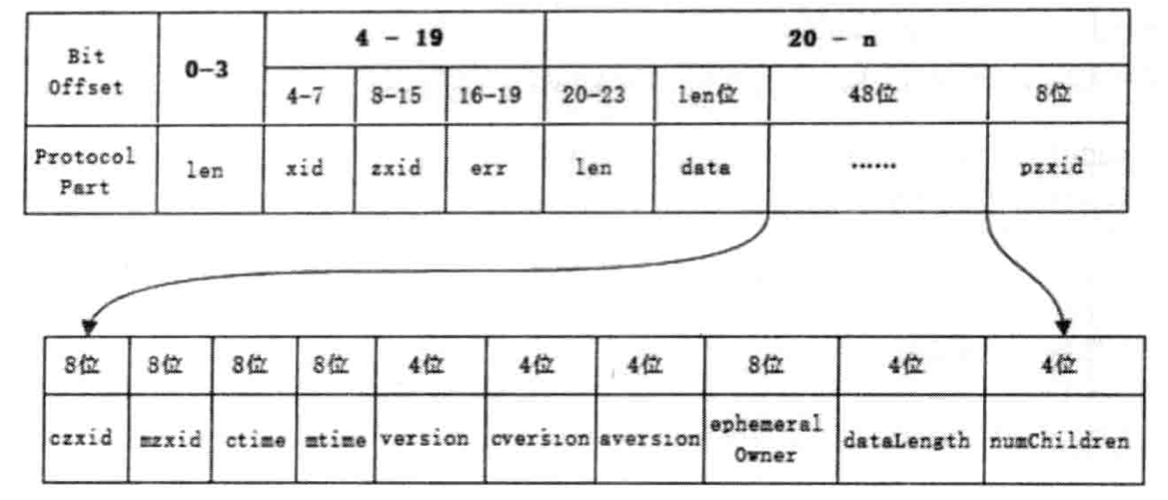 Bit Offset 0-3 4 - 19 20 - n
4-7 8-15 16-19 20-23 len位 48位 8位
Protocol Part len xid zxid err len data ...... pzxid
8位 8位 8位 8位 4位 4位 4位 8位 4位 4位
czxid mzxid ctime mtime version cversion aversion ephemeral Owner dataLength numChildren